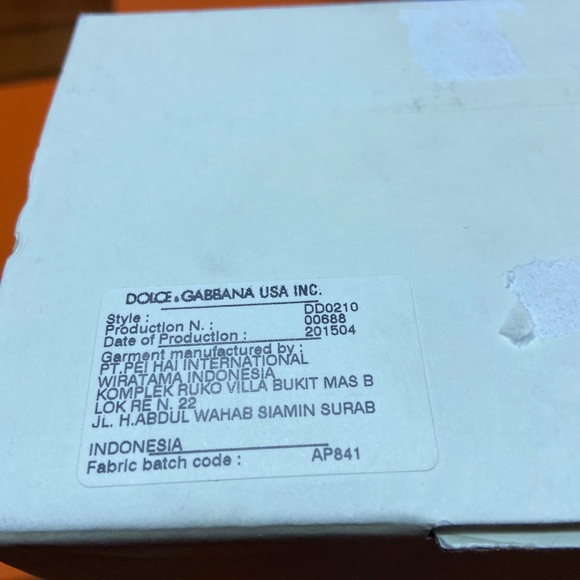 DOLCE & GABBANA USA INC.
Style : DD0210
Production N. : 00688
Date of Production : 201504
Garment manufactured by :
PT.PEI HAI INTERNATIONAL
WIRATAMA INDONESIA
KOMPLEK RUKO VILLA BUKIT MAS B
LOK RE N. 22
JL. H.ABDUL WAHAB SIAMIN SURAB
INDONESIA
Fabric batch code : AP841